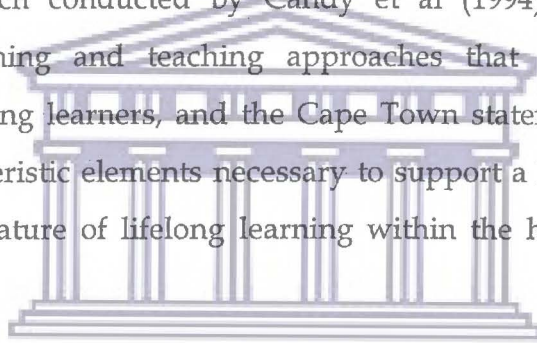 ch conducted by Candy et al (1994)
ning and teaching approaches that
ng learners, and the Cape Town state
eristic elements necessary to support a
ature of lifelong learning within the h